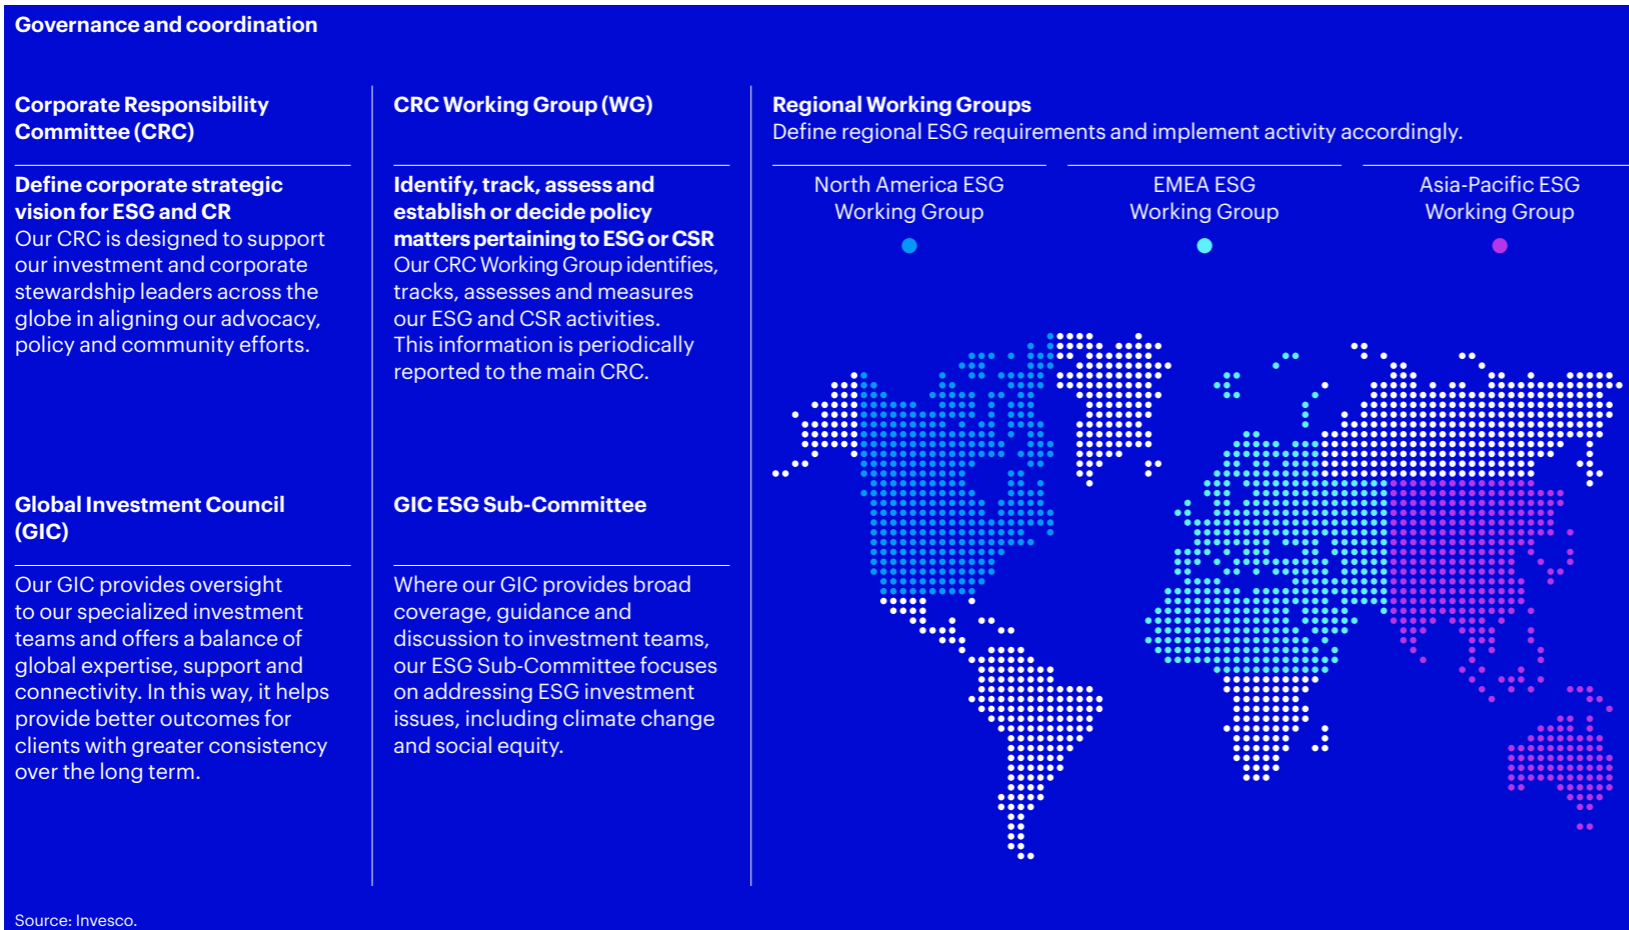 Governance and coordination
Corporate Responsibility
Committee (CRC)
Define corporate strategic
vision for ESG and CR
Our CRC is designed to support
our investment and corporate
stewardship leaders across the
globe in aligning our advocacy,
policy and community efforts.
Global Investment Council
(GIC)
Our GIC provides oversight
to our specialized investment
teams and offers a balance of
global expertise, support and
connectivity. In this way, it helps
provide better outcomes for
clients with greater consistency
over the long term.
CRC Working Group (WG)
Identify, track, assess and
establish or decide policy
matters pertaining to ESG or CSR
Our CRC Working Group identifies,
tracks, assesses and measures
our ESG and CSR activities.
This information is periodically
reported to the main CRC.
GIC ESG Sub-Committee
Where our GIC provides broad
coverage, guidance and
discussion to investment teams,
our ESG Sub-Committee focuses
on addressing ESG investment
issues, including climate change
and social equity.
Regional Working Groups
Define regional ESG requirements and implement activity accordingly.
North America ESG
Working Group
EMEA ESG
Working Group
Asia-Pacific ESG
Working Group
Source: Invesco.